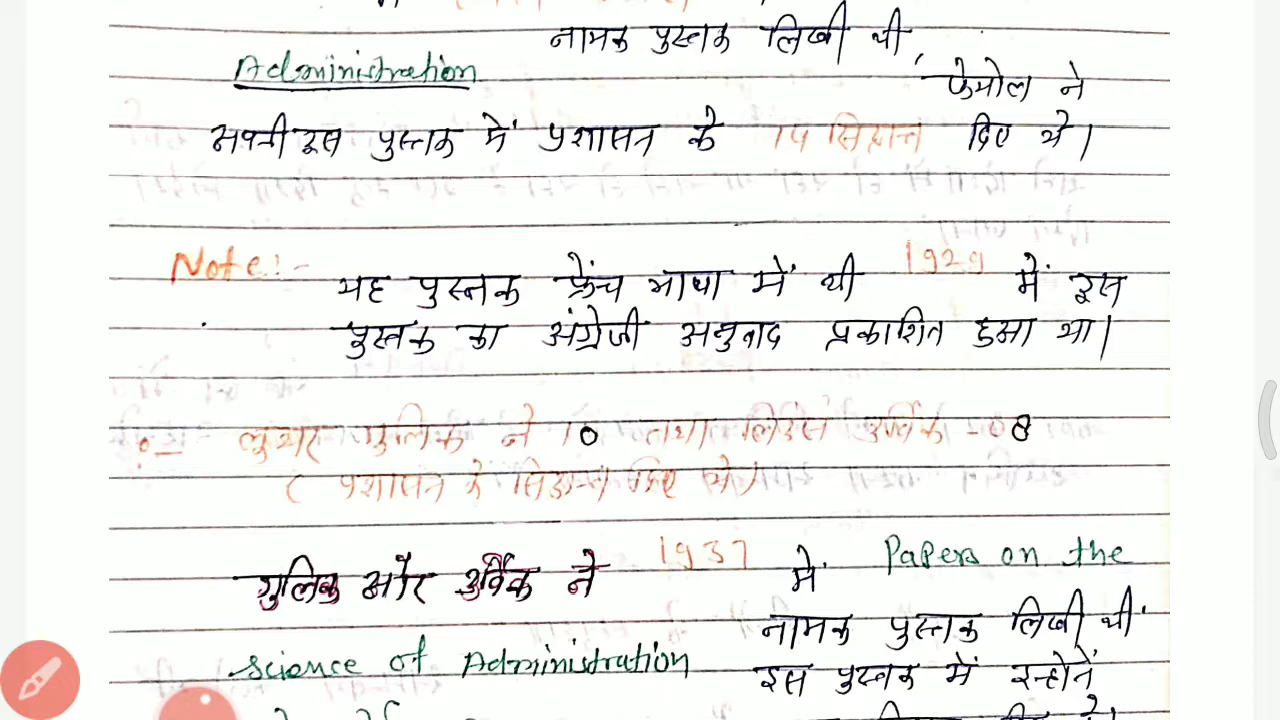 नामक पुस्तक लिखी थी,
Administration
फेयोल ने
अपनी इस पुस्तक में प्रशासन के 14 सिद्धान्त दिए थे।
Note:- यह पुस्तक फ्रेंच भाषा में थी 1929 में इस
पुस्तक का अंग्रेजी अनुवाद प्रकाशित हुआ था।
लुथर गुलिक ने 10 तथा लिंडसे उर्विक - 08
( प्रशासन के सिद्धान्त दिए थे)
गुलिक और उर्विक ने 1937 में Papers on the
नामक पुस्तक लिखी थी
science of Administration
इस पुस्तक में इन्होनें